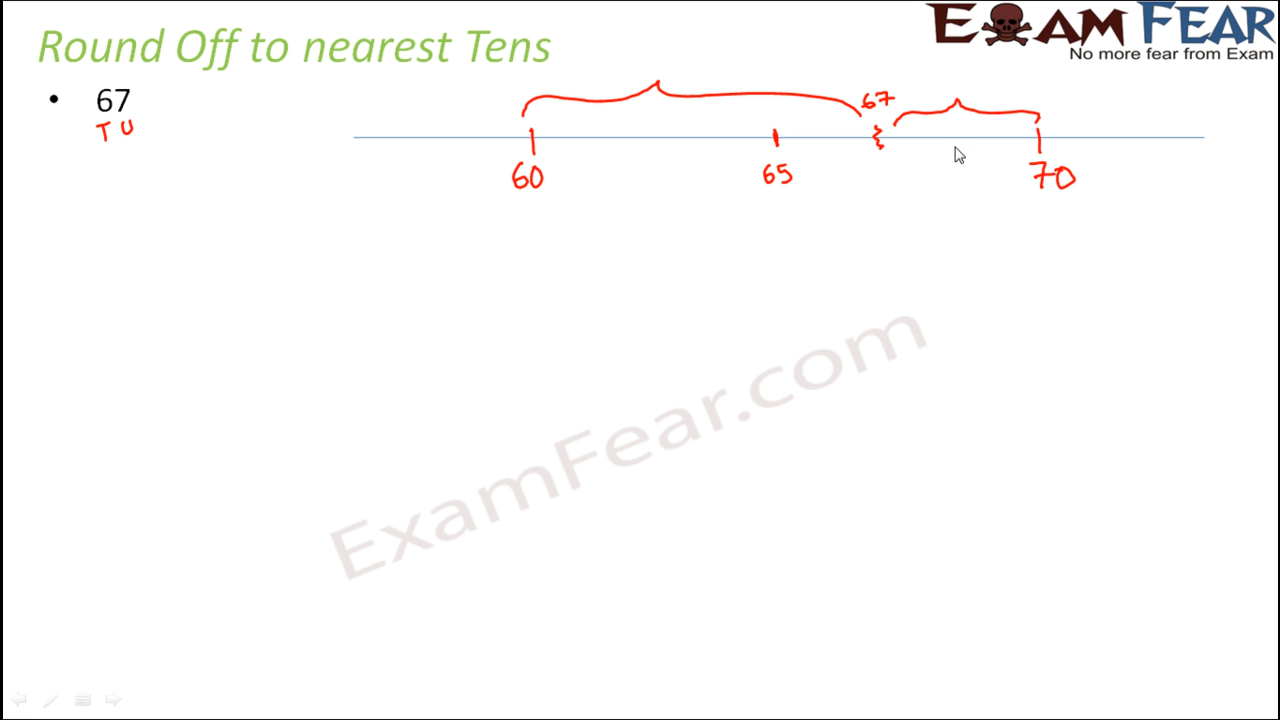 Round Off to nearest Tens
EXAM FEAR
No more fear from Exam
• 67
T U
67
60 65 70
ExamFear.com